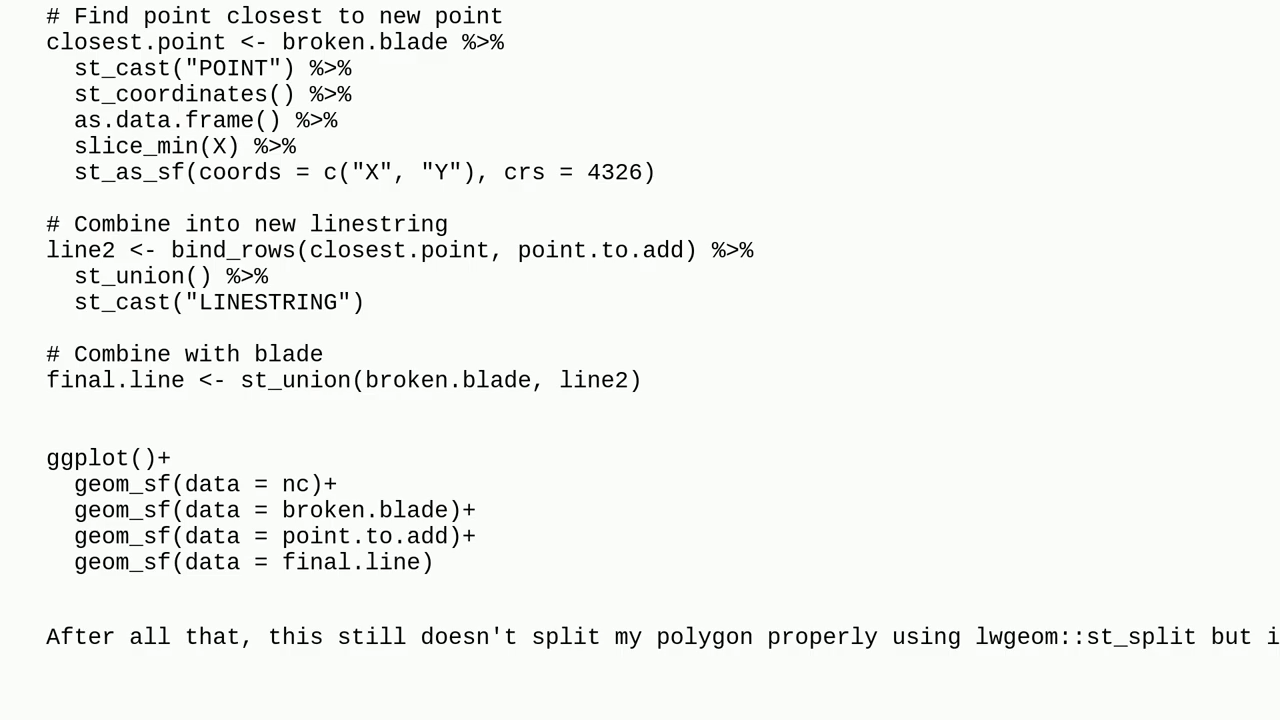 # Find point closest to new point
closest.point <- broken.blade %>%
  st_cast("POINT") %>%
  st_coordinates() %>%
  as.data.frame() %>%
  slice_min(X) %>%
  st_as_sf(coords = c("X", "Y"), crs = 4326)

# Combine into new linestring
line2 <- bind_rows(closest.point, point.to.add) %>%
  st_union() %>%
  st_cast("LINESTRING")

# Combine with blade
final.line <- st_union(broken.blade, line2)

ggplot()+
  geom_sf(data = nc)+
  geom_sf(data = broken.blade)+
  geom_sf(data = point.to.add)+
  geom_sf(data = final.line)

After all that, this still doesn't split my polygon properly using lwgeom::st_split but